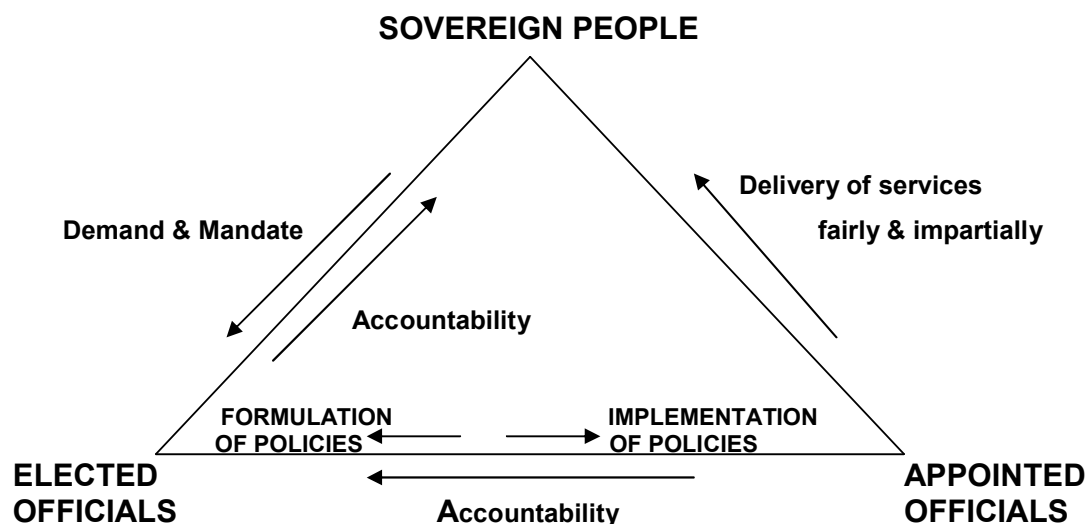 SOVEREIGN PEOPLE
Delivery of services
fairly & impartially
Demand & Mandate
Accountability
FORMULATION
OF POLICIES
IMPLEMENTATION
OF POLICIES
ELECTED
OFFICIALS
APPOINTED
OFFICIALS
Accountability